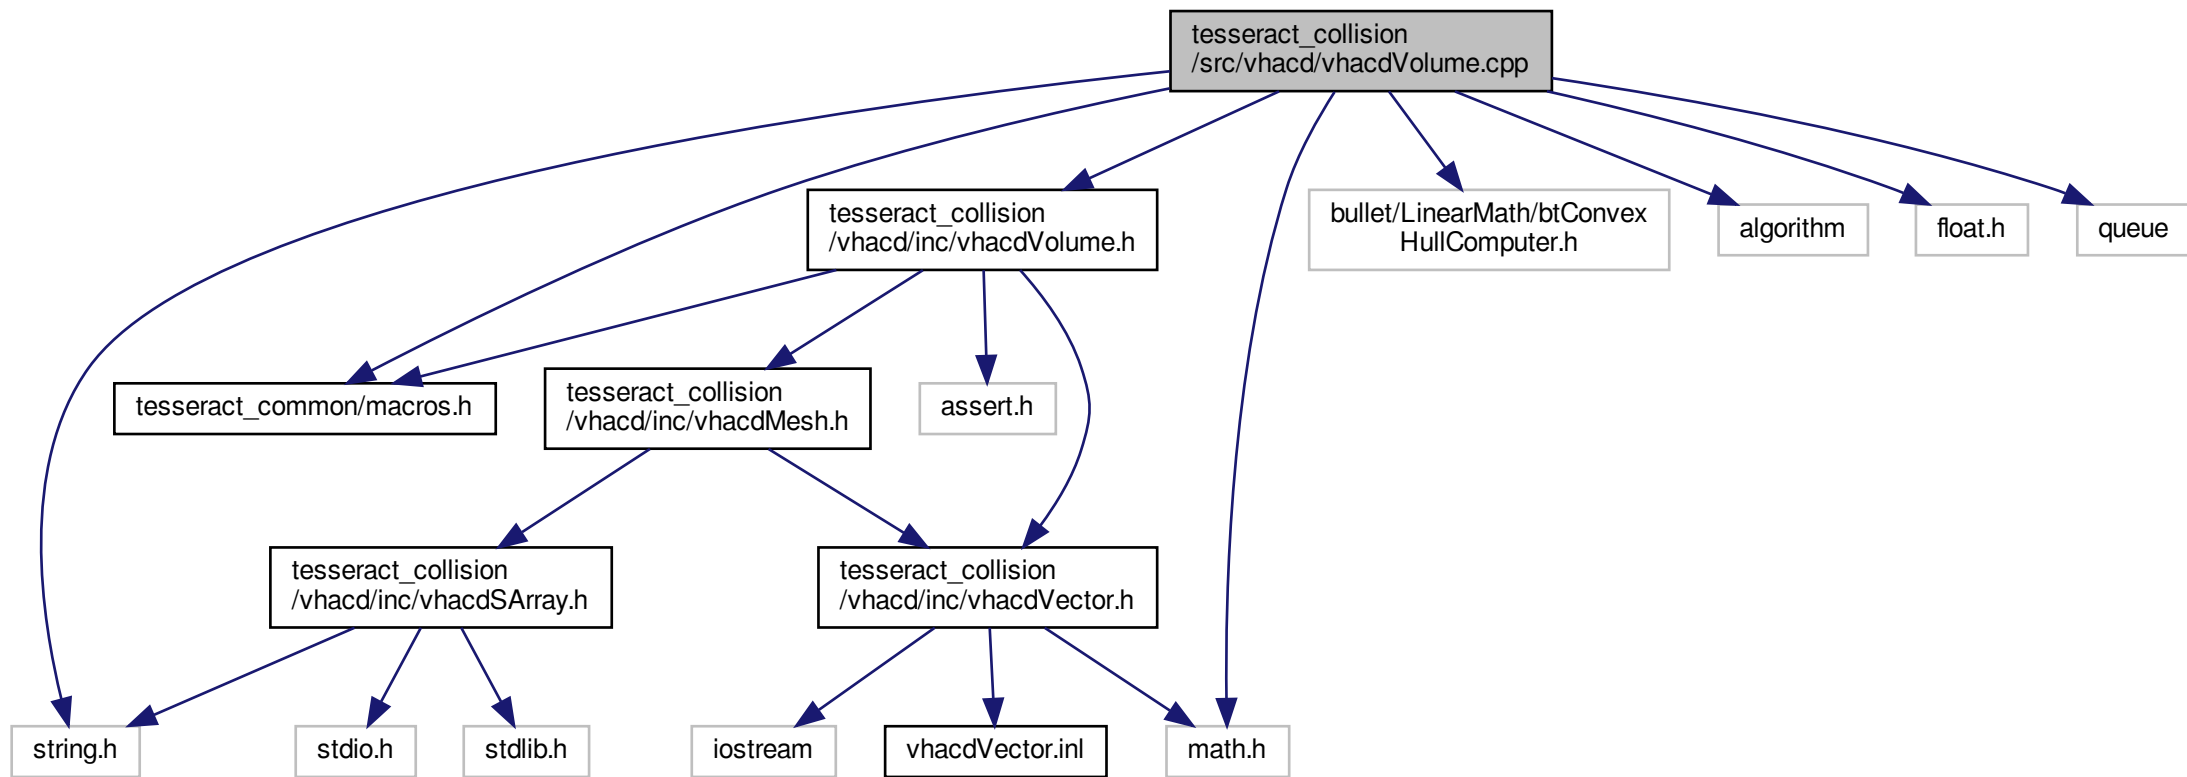 tesseract_collision
/src/vhacd/vhacdVolume.cpp
tesseract_collision
/vhacd/inc/vhacdVolume.h
bullet/LinearMath/btConvex
HullComputer.h
algorithm
float.h
queue
tesseract_common/macros.h
tesseract_collision
/vhacd/inc/vhacdMesh.h
assert.h
tesseract_collision
/vhacd/inc/vhacdSArray.h
tesseract_collision
/vhacd/inc/vhacdVector.h
string.h
stdio.h
stdlib.h
iostream
vhacdVector.inl
math.h